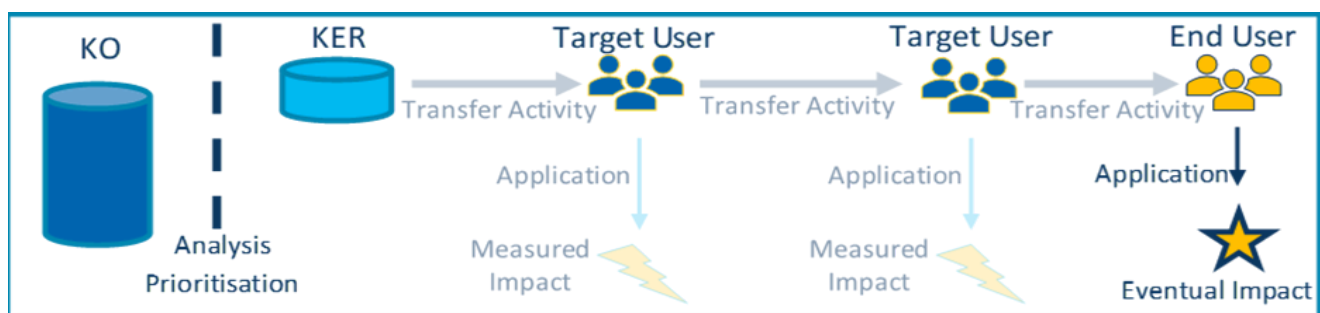 KO
KER
Target User
Target User
End User
Transfer Activity
Transfer Activity
Transfer Activity
Application
Application
Application
Analysis
Prioritisation
Measured
Impact
Measured
Impact
Eventual Impact